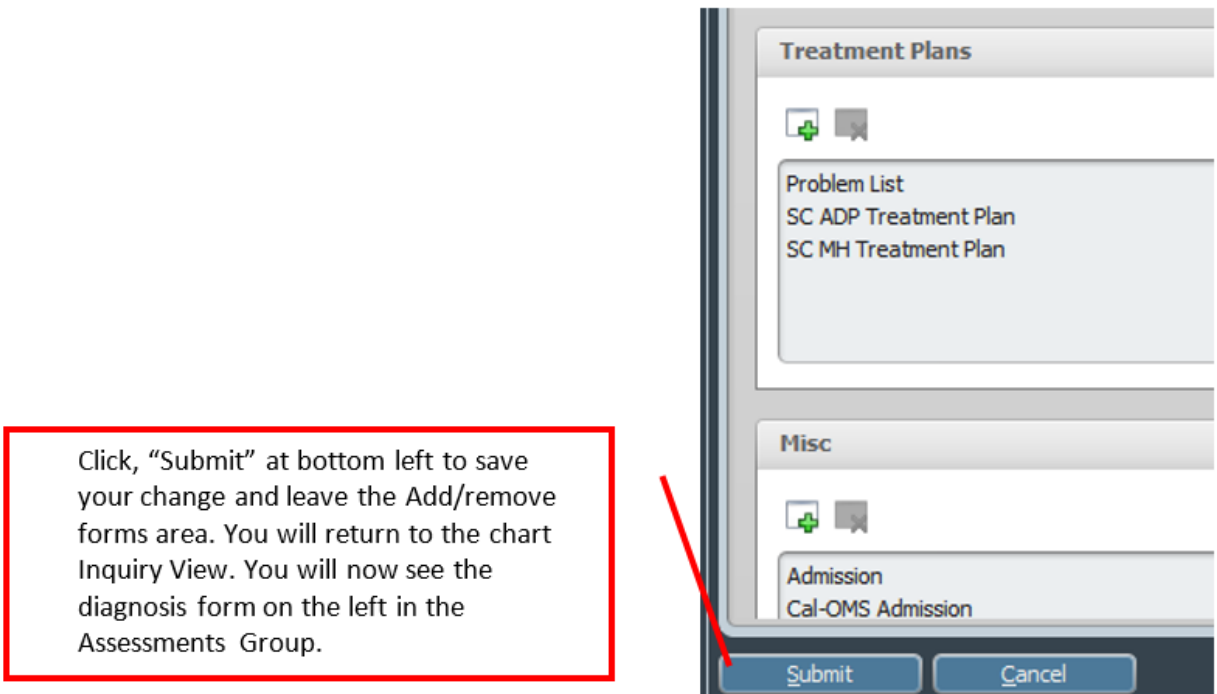 Treatment Plans
Problem List
SC ADP Treatment Plan
SC MH Treatment Plan
Click, “Submit” at bottom left to save
your change and leave the Add/remove
forms area. You will return to the chart
Inquiry View. You will now see the
diagnosis form on the left in the
Assessments Group.
Misc
Admission
Cal-OMS Admission
Submit
Cancel